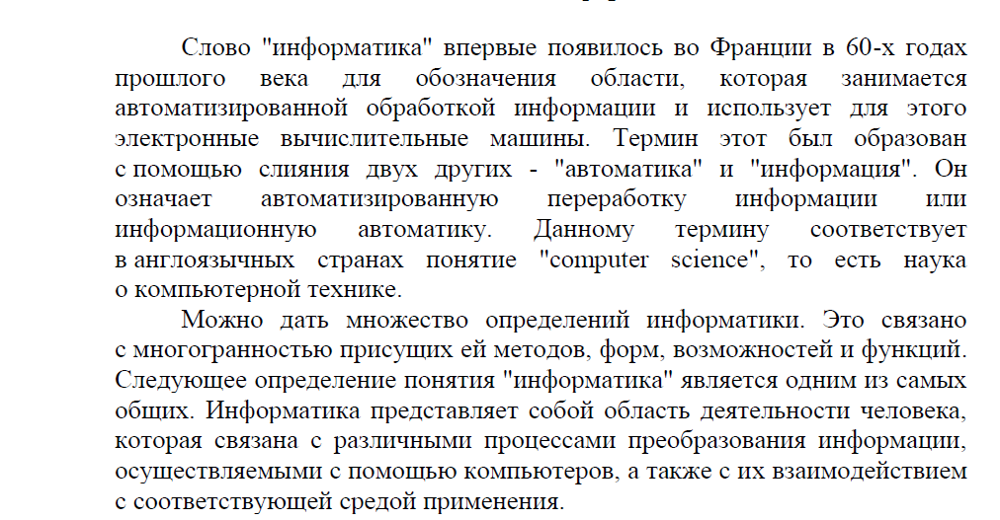 Слово "информатика" впервые появилось во Франции в 60-х годах
прошлого века для обозначения области, которая занимается
автоматизированной обработкой информации и использует для этого
электронные вычислительные машины. Термин этот был образован
с помощью слияния двух других - "автоматика" и "информация". Он
означает автоматизированную переработку информации или
информационную автоматику. Данному термину соответствует
в англоязычных странах понятие "computer science", то есть наука
о компьютерной технике.
Можно дать множество определений информатики. Это связано
с многогранностью присущих ей методов, форм, возможностей и функций.
Следующее определение понятия "информатика" является одним из самых
общих. Информатика представляет собой область деятельности человека,
которая связана с различными процессами преобразования информации,
осуществляемыми с помощью компьютеров, а также с их взаимодействием
с соответствующей средой применения.